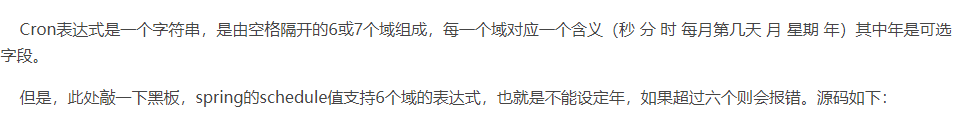 Cron表达式是一个字符串，是由空格隔开的6或7个域组成，每一个域对应一个含义（秒 分 时 每月第几天 月 星期 年）其中年是可选
字段。
但是，此处敲一下黑板，spring的schedule值支持6个域的表达式，也就是不能设定年，如果超过六个则会报错。源码如下：